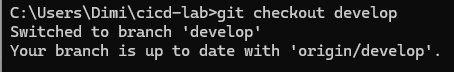 C:\Users\Dimi\cicd-lab>git checkout develop
Switched to branch 'develop'
Your branch is up to date with 'origin/develop'.